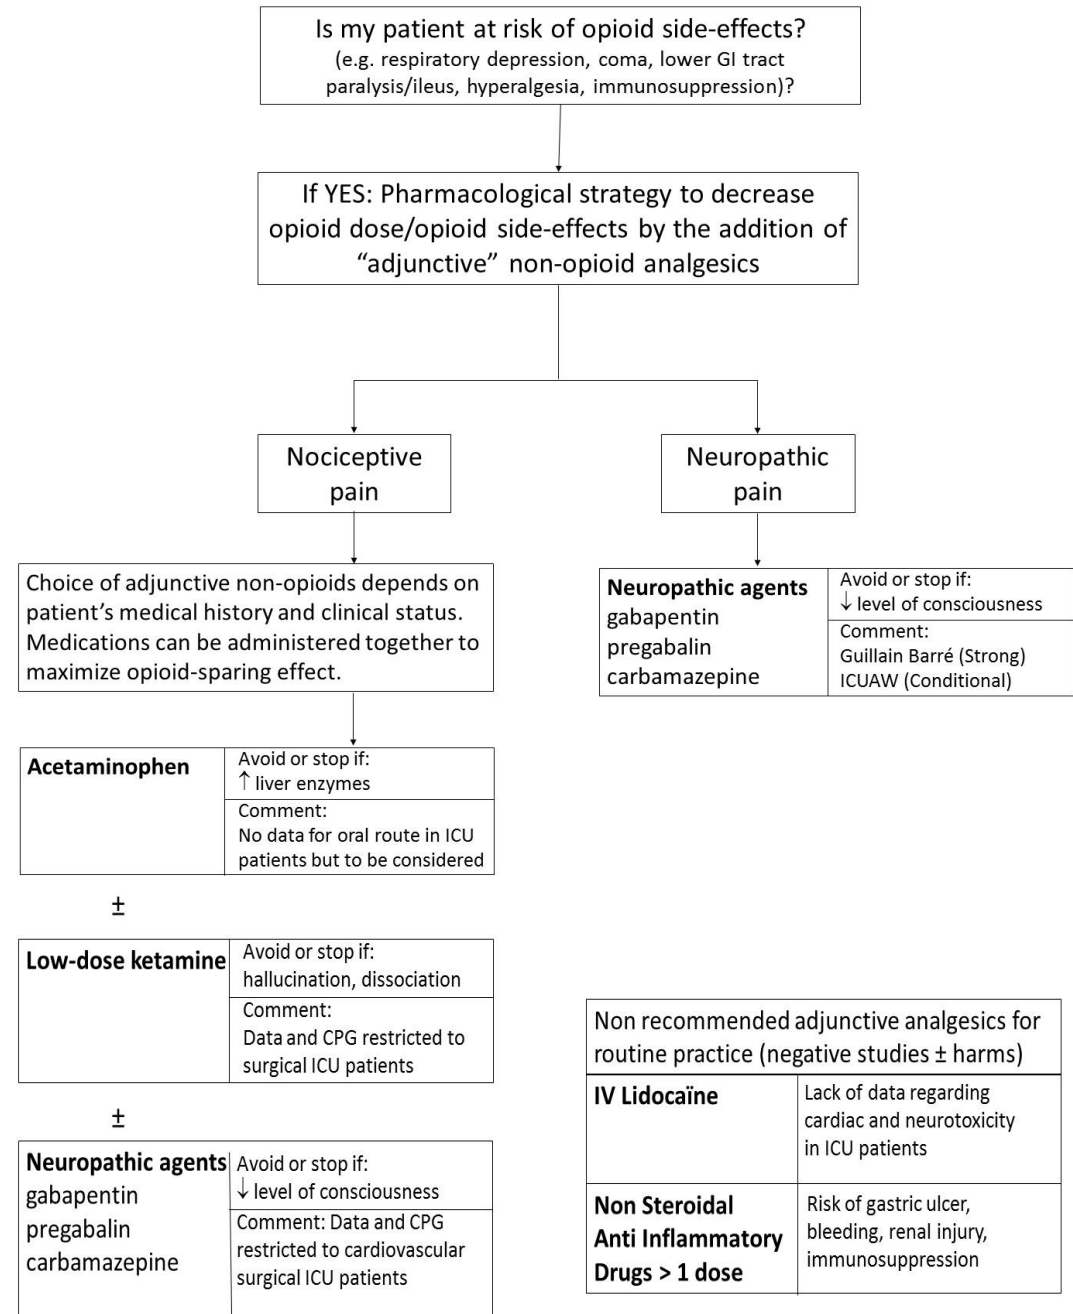 Is my patient at risk of opioid side-effects?
(e.g. respiratory depression, coma, lower GI tract
paralysis/ileus, hyperalgesia, immunosuppression)?
If YES: Pharmacological strategy to decrease
opioid dose/opioid side-effects by the addition of
“adjunctive” non-opioid analgesics
Nociceptive
pain
Neuropathic
pain
Choice of adjunctive non-opioids depends on
patient’s medical history and clinical status.
Medications can be administered together to
maximize opioid-sparing effect.
Neuropathic agents
gabapentin
pregabalin
carbamazepine
Avoid or stop if:
↓ level of consciousness
Comment:
Guillain Barré (Strong)
ICUAW (Conditional)
Acetaminophen
Avoid or stop if:
↑ liver enzymes
Comment:
No data for oral route in ICU
patients but to be considered
±
Low-dose ketamine
Avoid or stop if:
hallucination, dissociation
Comment:
Data and CPG restricted to
surgical ICU patients
±
Neuropathic agents
gabapentin
pregabalin
carbamazepine
Avoid or stop if:
↓ level of consciousness
Comment: Data and CPG
restricted to cardiovascular
surgical ICU patients
Non recommended adjunctive analgesics for
routine practice (negative studies ± harms)
IV Lidocaïne
Lack of data regarding
cardiac and neurotoxicity
in ICU patients
Non Steroidal
Anti Inflammatory
Drugs > 1 dose
Risk of gastric ulcer,
bleeding, renal injury,
immunosuppression